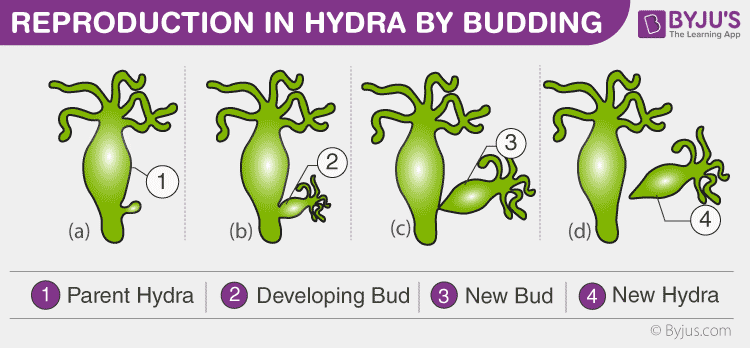 REPRODUCTION IN HYDRA BY BUDDING
BYJU'S
The Learning App
1
2
3
4
(a)
(b)
(c)
(d)
1 Parent Hydra
2 Developing Bud
3 New Bud
4 New Hydra
© Byjus.com